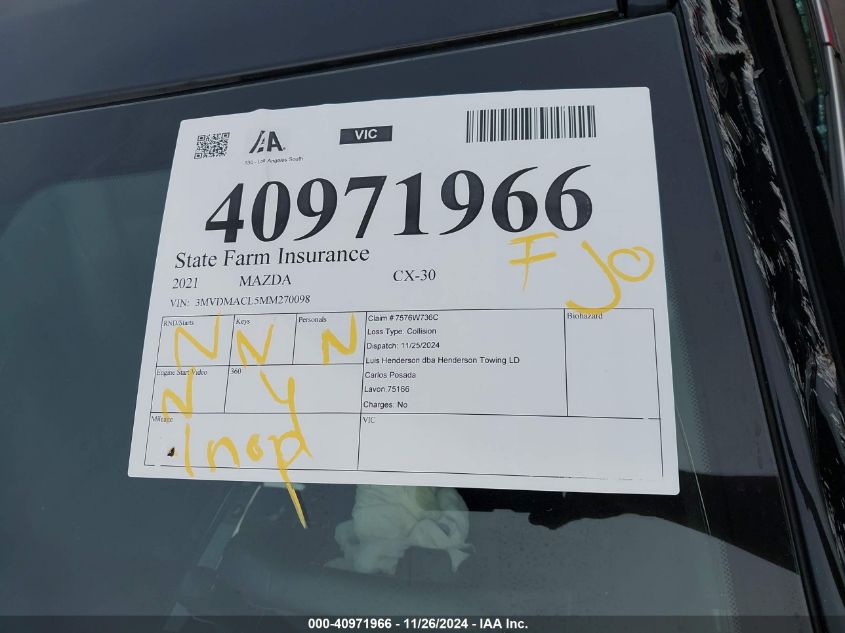 IAA
VIC
530 - Los Angeles South
40971966
State Farm Insurance
F JO
2021 MAZDA CX-30
VIN: 3MVDMACL5MM270098
RND/Starts
N
Keys
N
Personals
N
Claim # 7576W736C
Loss Type: Collision
Dispatch: 11/25/2024
Luis Henderson dba Henderson Towing LD
Carlos Posada
Lavon 75166
Charges: No
Biohazard
Engine Start Video
N
360
Y
Mileage
Inop
VIC
000-40971966 - 11/26/2024 - IAA Inc.